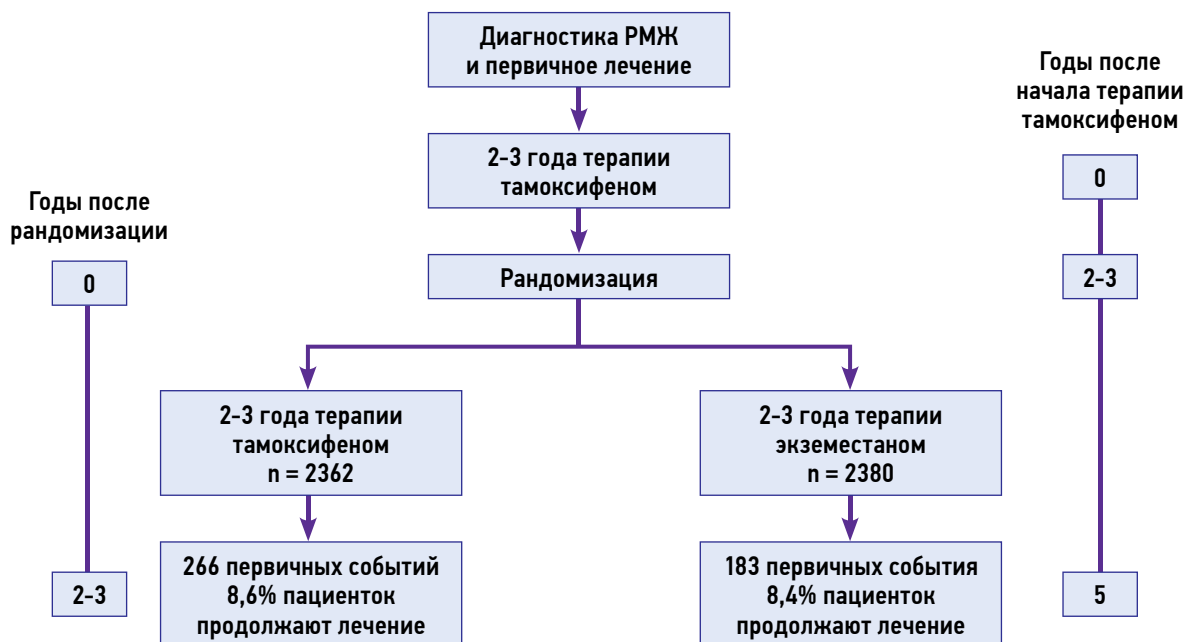 Диагностика РМЖ
и первичное лечение
Годы после
начала терапии
тамоксифеном
2-3 года терапии
тамоксифеном
0
Годы после
рандомизации
0
Рандомизация
2-3
2-3 года терапии
тамоксифеном
n = 2362
2-3 года терапии
экземестаном
n = 2380
2-3
266 первичных событий
8,6% пациенток
продолжают лечение
183 первичных события
8,4% пациенток
продолжают лечение
5